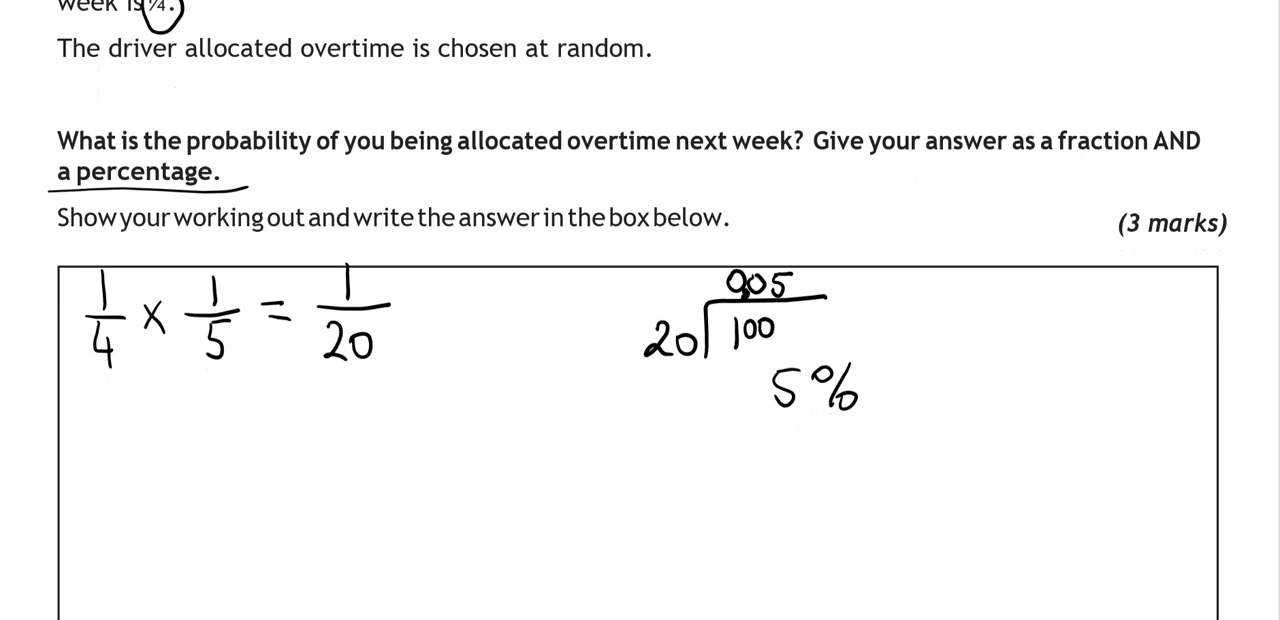 week is ¼.
The driver allocated overtime is chosen at random.
What is the probability of you being allocated overtime next week? Give your answer as a fraction AND
a percentage.
Show your working out and write the answer in the box below.
(3 marks)
1/4 × 1/5 = 1/20
005
20 100
5%